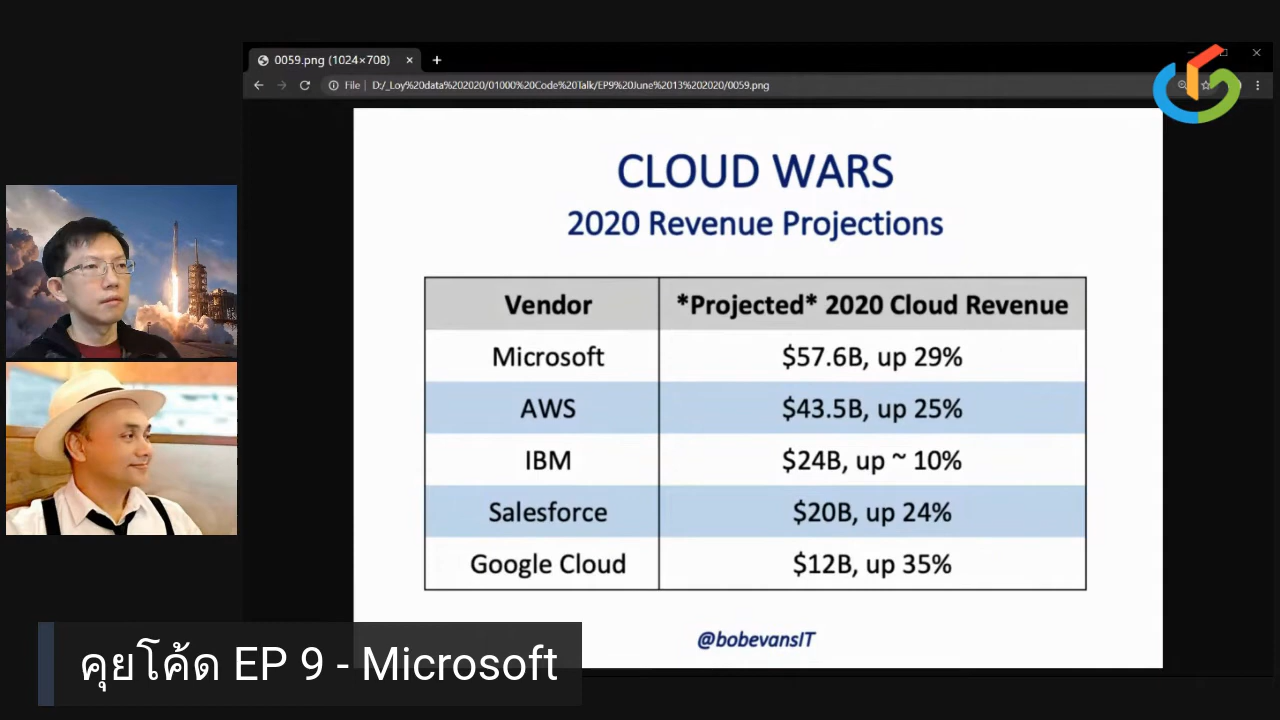 0059.png (1024×708)
File D:/_Loy%20data%202020/01000%20Code%20Talk/EP9%20June%2013%202020/0059.png
CLOUD WARS
2020 Revenue Projections
Vendor *Projected* 2020 Cloud Revenue
Microsoft $57.6B, up 29%
AWS $43.5B, up 25%
IBM $24B, up ~ 10%
Salesforce $20B, up 24%
Google Cloud $12B, up 35%
@bobevansIT
คุยโค้ด EP 9 - Microsoft